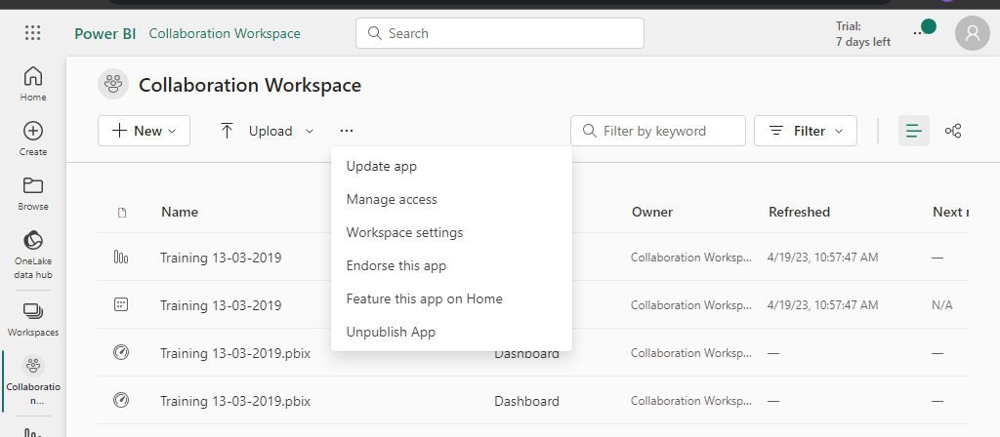 Power BI Collaboration Workspace
Search
Trial:
7 days left
Home
Create
Browse
OneLake
data hub
Workspaces
Collaboratio
n...
Collaboration Workspace
New
Upload
Filter by keyword
Filter
Update app
Manage access
Workspace settings
Endorse this app
Feature this app on Home
Unpublish App
Name Owner Refreshed Next r
Training 13-03-2019 Collaboration Worksp... 4/19/23, 10:57:47 AM —
Training 13-03-2019 Collaboration Worksp... 4/19/23, 10:57:47 AM N/A
Training 13-03-2019.pbix Dashboard Collaboration Worksp... — —
Training 13-03-2019.pbix Dashboard Collaboration Worksp... — —